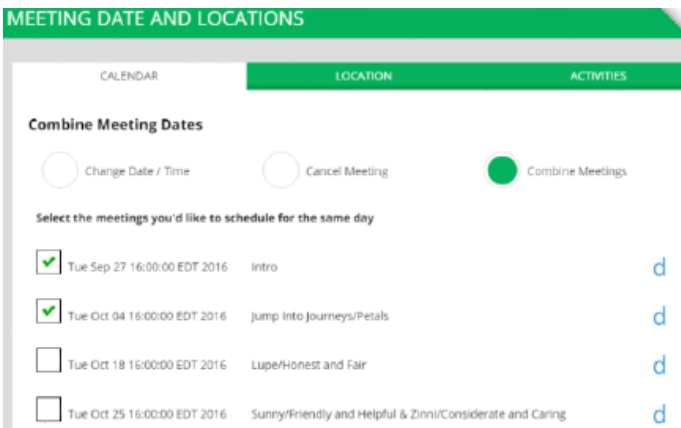 MEETING DATE AND LOCATIONS
CALENDAR LOCATION ACTIVITIES
Combine Meeting Dates
Change Date / Time Cancel Meeting Combine Meetings
Select the meetings you'd like to schedule for the same day
Tue Sep 27 16:00:00 EDT 2016 Intro d
Tue Oct 04 16:00:00 EDT 2016 Jump Into Journeys/Petals d
Tue Oct 18 16:00:00 EDT 2016 Lupe/Honest and Fair d
Tue Oct 25 16:00:00 EDT 2016 Sunny/Friendly and Helpful & Zinni/Considerate and Caring d